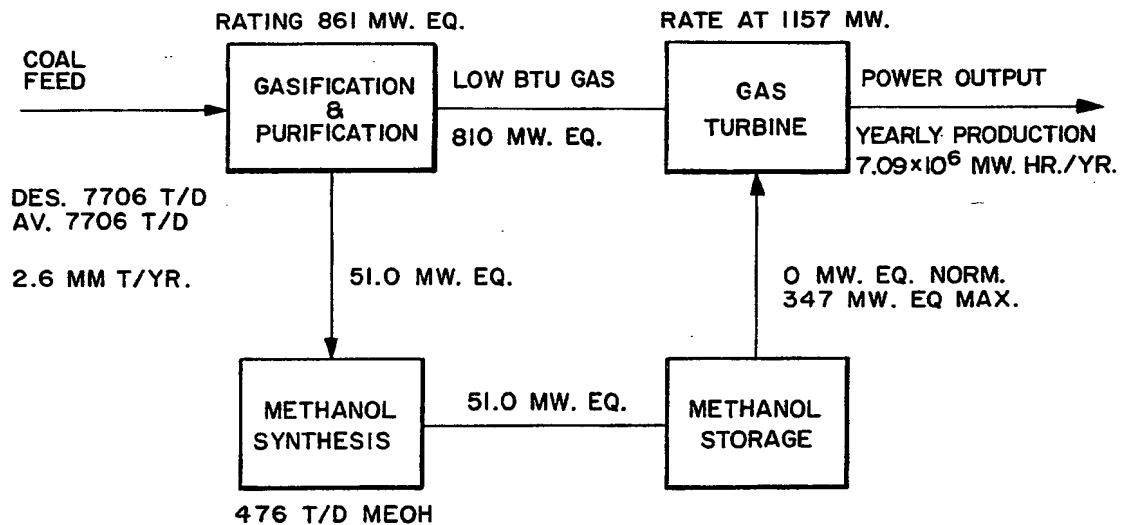 RATING 861 MW. EQ.
RATE AT 1157 MW.
COAL
FEED
GASIFICATION
&
PURIFICATION
LOW BTU GAS
810 MW. EQ.
GAS
TURBINE
POWER OUTPUT
YEARLY PRODUCTION
7.09×10⁶ MW. HR./YR.
DES. 7706 T/D
AV. 7706 T/D
2.6 MM T/YR.
51.0 MW. EQ.
0 MW. EQ. NORM.
347 MW. EQ MAX.
METHANOL
SYNTHESIS
51.0 MW. EQ.
METHANOL
STORAGE
476 T/D MEOH